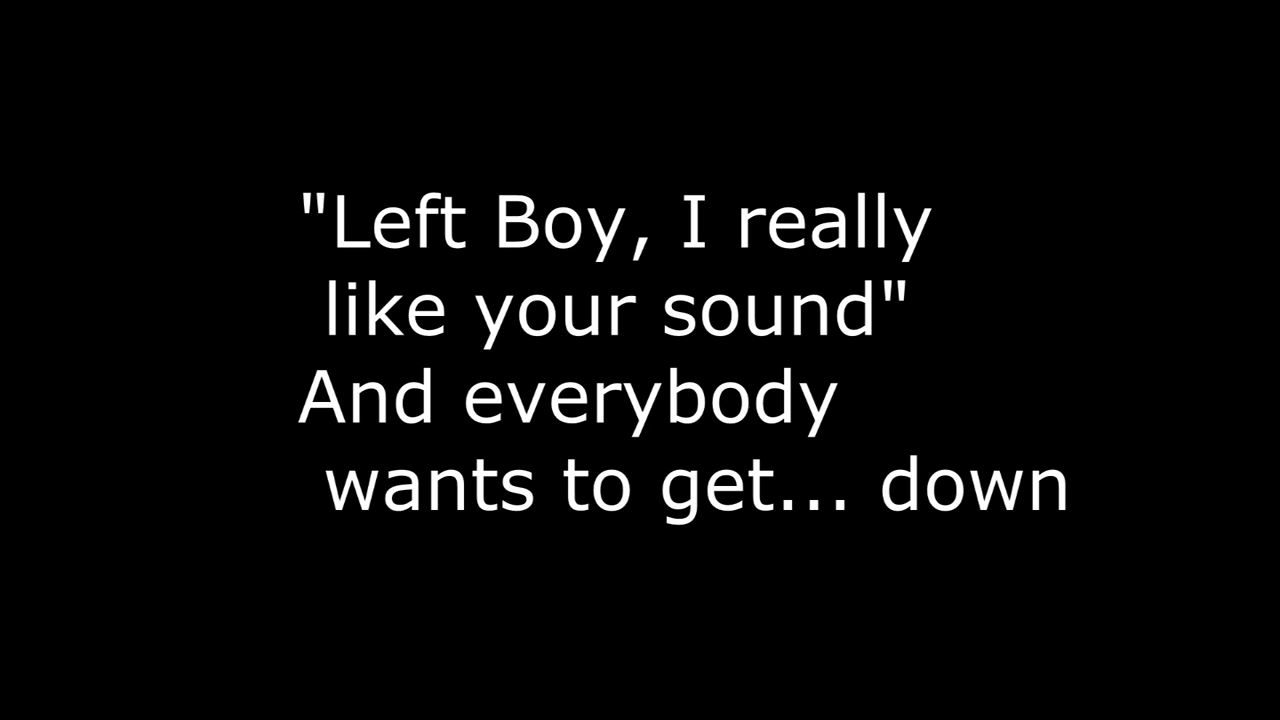 "Left Boy, I really
like your sound"
And everybody
wants to get... down